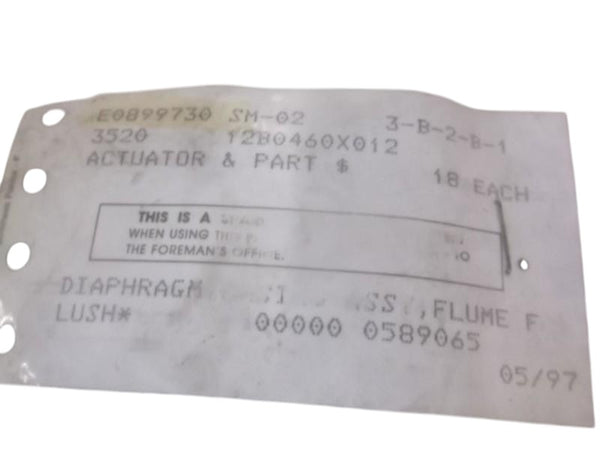 E0899730 SM-02 3-B-2-B-1
3520 12B0460X012
ACTUATOR & PART $ 18 EACH
THIS IS A
WHEN USING
THE FOREMAN'S OFFICE.
DIAPHRAGM ,FLUME F
LUSH* 00000 0589065
05/97